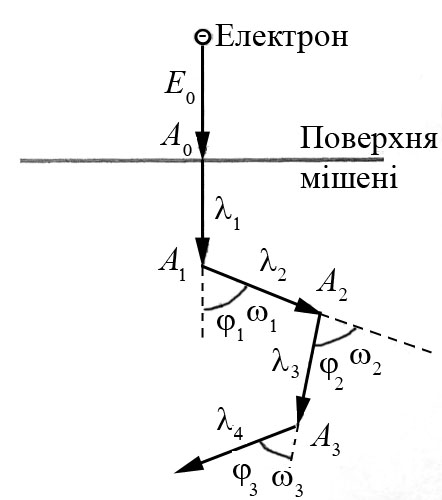 Електрон
E₀
A₀
Поверхня
мішені
λ₁
A₁
λ₂
A₂
φ₁ ω₁
λ₃
φ₂ ω₂
λ₄
A₃
φ₃ ω₃